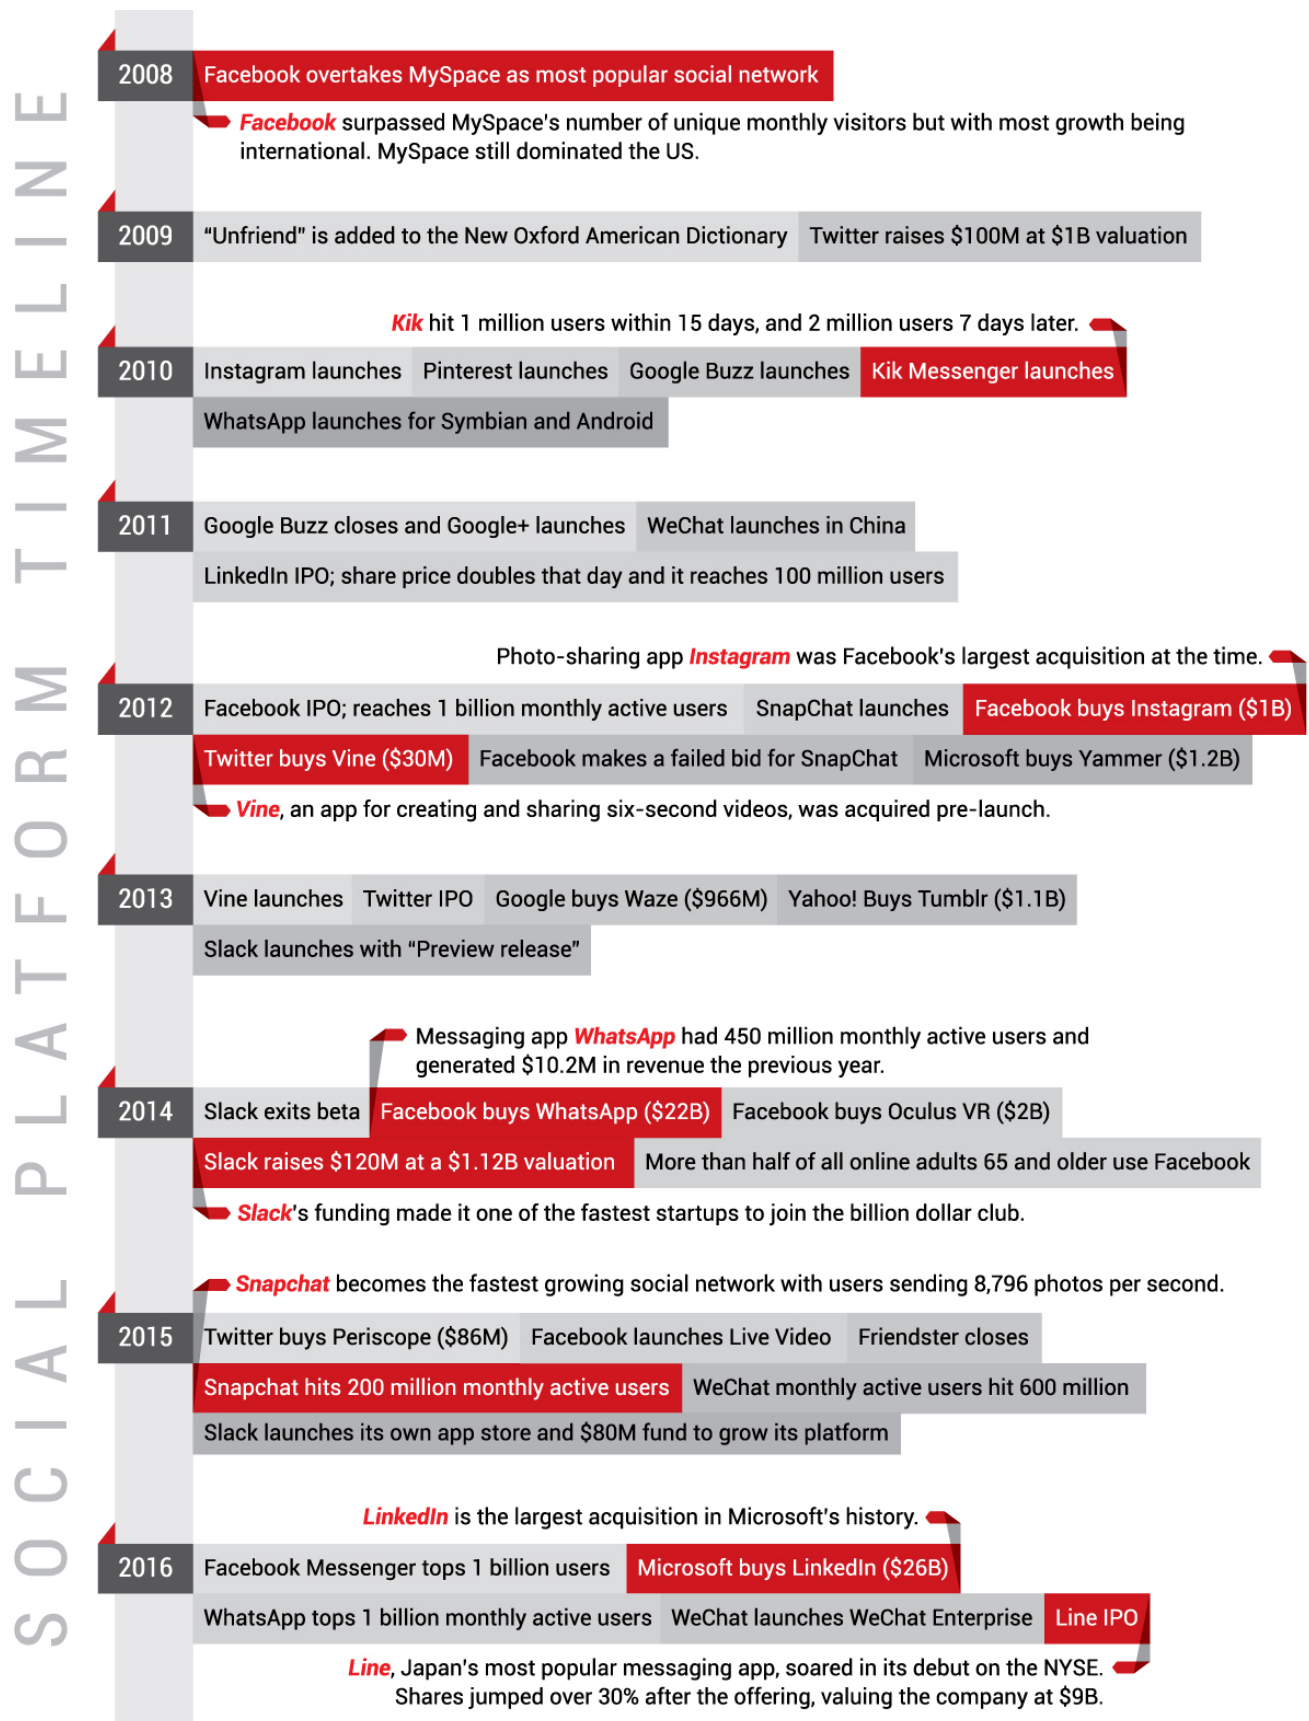 SOCIAL PLATFORM TIMELINE
2008
Facebook overtakes MySpace as most popular social network
Facebook surpassed MySpace's number of unique monthly visitors but with most growth being
international. MySpace still dominated the US.
2009
“Unfriend” is added to the New Oxford American Dictionary
Twitter raises $100M at $1B valuation
Kik hit 1 million users within 15 days, and 2 million users 7 days later.
2010
Instagram launches
Pinterest launches
Google Buzz launches
Kik Messenger launches
WhatsApp launches for Symbian and Android
2011
Google Buzz closes and Google+ launches
WeChat launches in China
LinkedIn IPO; share price doubles that day and it reaches 100 million users
Photo-sharing app Instagram was Facebook's largest acquisition at the time.
2012
Facebook IPO; reaches 1 billion monthly active users
SnapChat launches
Facebook buys Instagram ($1B)
Twitter buys Vine ($30M)
Facebook makes a failed bid for SnapChat
Microsoft buys Yammer ($1.2B)
Vine, an app for creating and sharing six-second videos, was acquired pre-launch.
2013
Vine launches
Twitter IPO
Google buys Waze ($966M)
Yahoo! Buys Tumblr ($1.1B)
Slack launches with “Preview release”
Messaging app WhatsApp had 450 million monthly active users and
generated $10.2M in revenue the previous year.
2014
Slack exits beta
Facebook buys WhatsApp ($22B)
Facebook buys Oculus VR ($2B)
Slack raises $120M at a $1.12B valuation
More than half of all online adults 65 and older use Facebook
Slack's funding made it one of the fastest startups to join the billion dollar club.
Snapchat becomes the fastest growing social network with users sending 8,796 photos per second.
2015
Twitter buys Periscope ($86M)
Facebook launches Live Video
Friendster closes
Snapchat hits 200 million monthly active users
WeChat monthly active users hit 600 million
Slack launches its own app store and $80M fund to grow its platform
LinkedIn is the largest acquisition in Microsoft's history.
2016
Facebook Messenger tops 1 billion users
Microsoft buys LinkedIn ($26B)
WhatsApp tops 1 billion monthly active users
WeChat launches WeChat Enterprise
Line IPO
Line, Japan's most popular messaging app, soared in its debut on the NYSE.
Shares jumped over 30% after the offering, valuing the company at $9B.